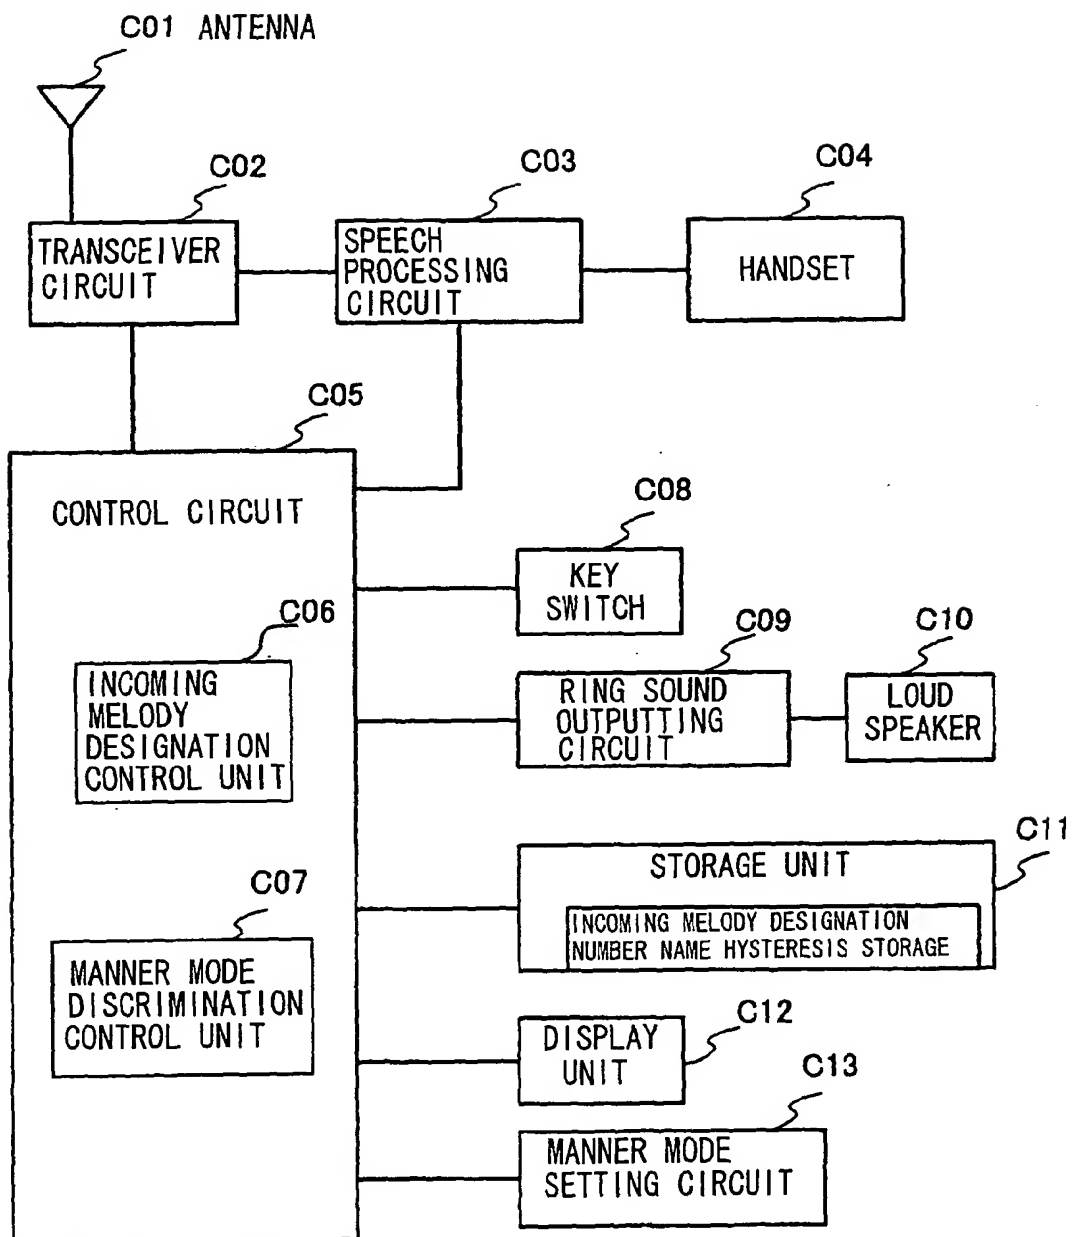 C01 ANTENNA
C02
C03
C04
TRANSCEIVER
CIRCUIT
SPEECH
PROCESSING
CIRCUIT
HANDSET
C05
CONTROL CIRCUIT
C08
KEY
SWITCH
C06
INCOMING
MELODY
DESIGNATION
CONTROL UNIT
C09
RING SOUND
OUTPUTTING
CIRCUIT
C10
LOUD
SPEAKER
C11
STORAGE UNIT
INCOMING MELODY DESIGNATION
NUMBER NAME HYSTERESIS STORAGE
C07
MANNER MODE
DISCRIMINATION
CONTROL UNIT
C12
DISPLAY
UNIT
C13
MANNER MODE
SETTING CIRCUIT